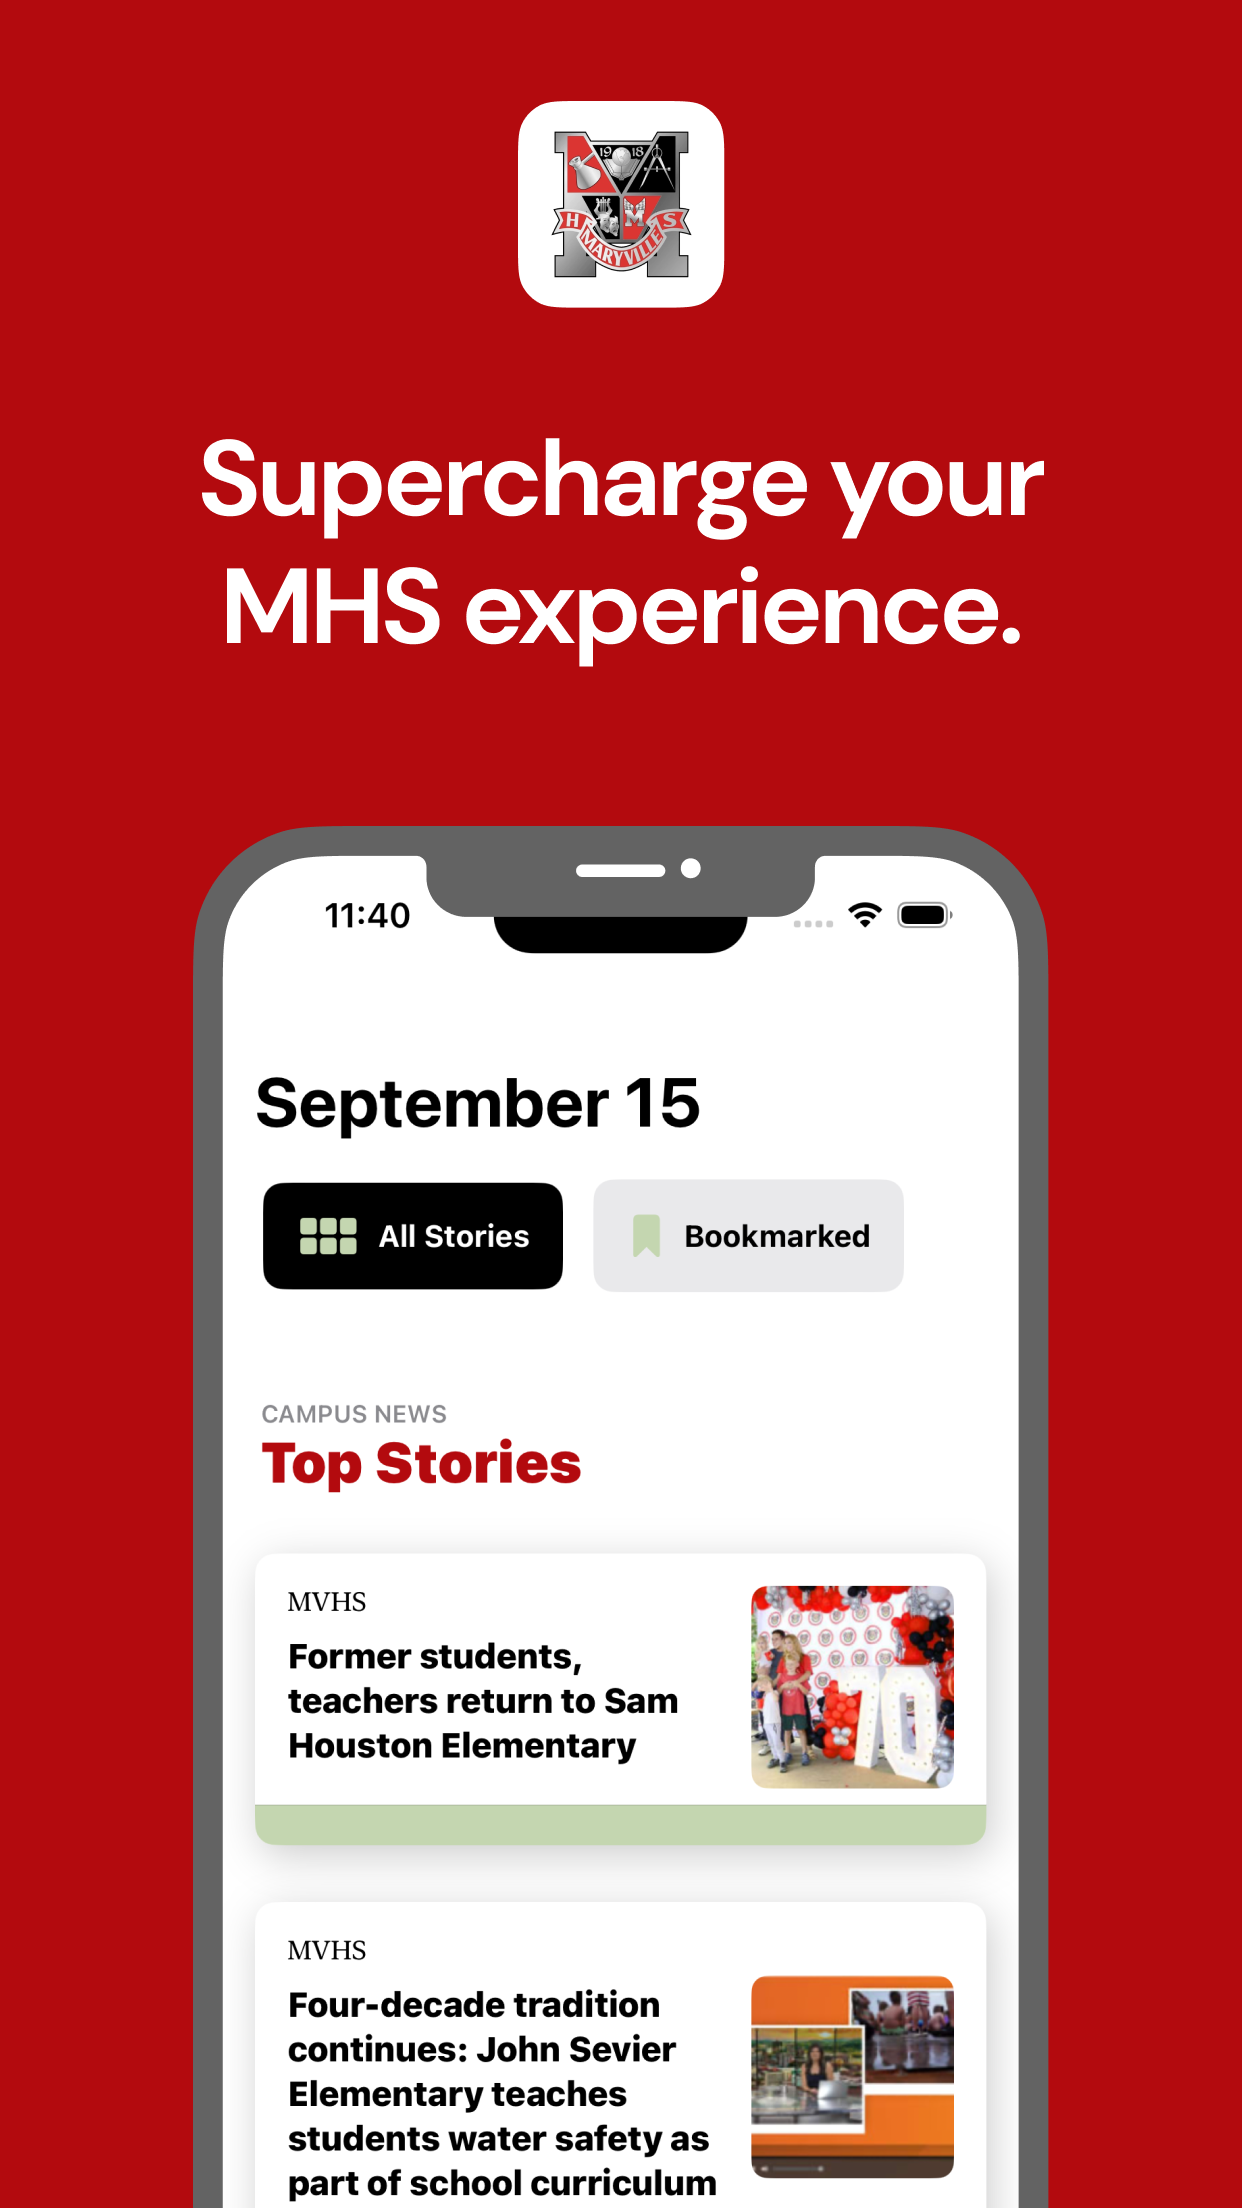 19 18
H M S
MARYVILLE
Supercharge your
MHS experience.
11:40
September 15
All Stories
Bookmarked
CAMPUS NEWS
Top Stories
MVHS
Former students,
teachers return to Sam
Houston Elementary
70
MVHS
Four-decade tradition
continues: John Sevier
Elementary teaches
students water safety as
part of school curriculum